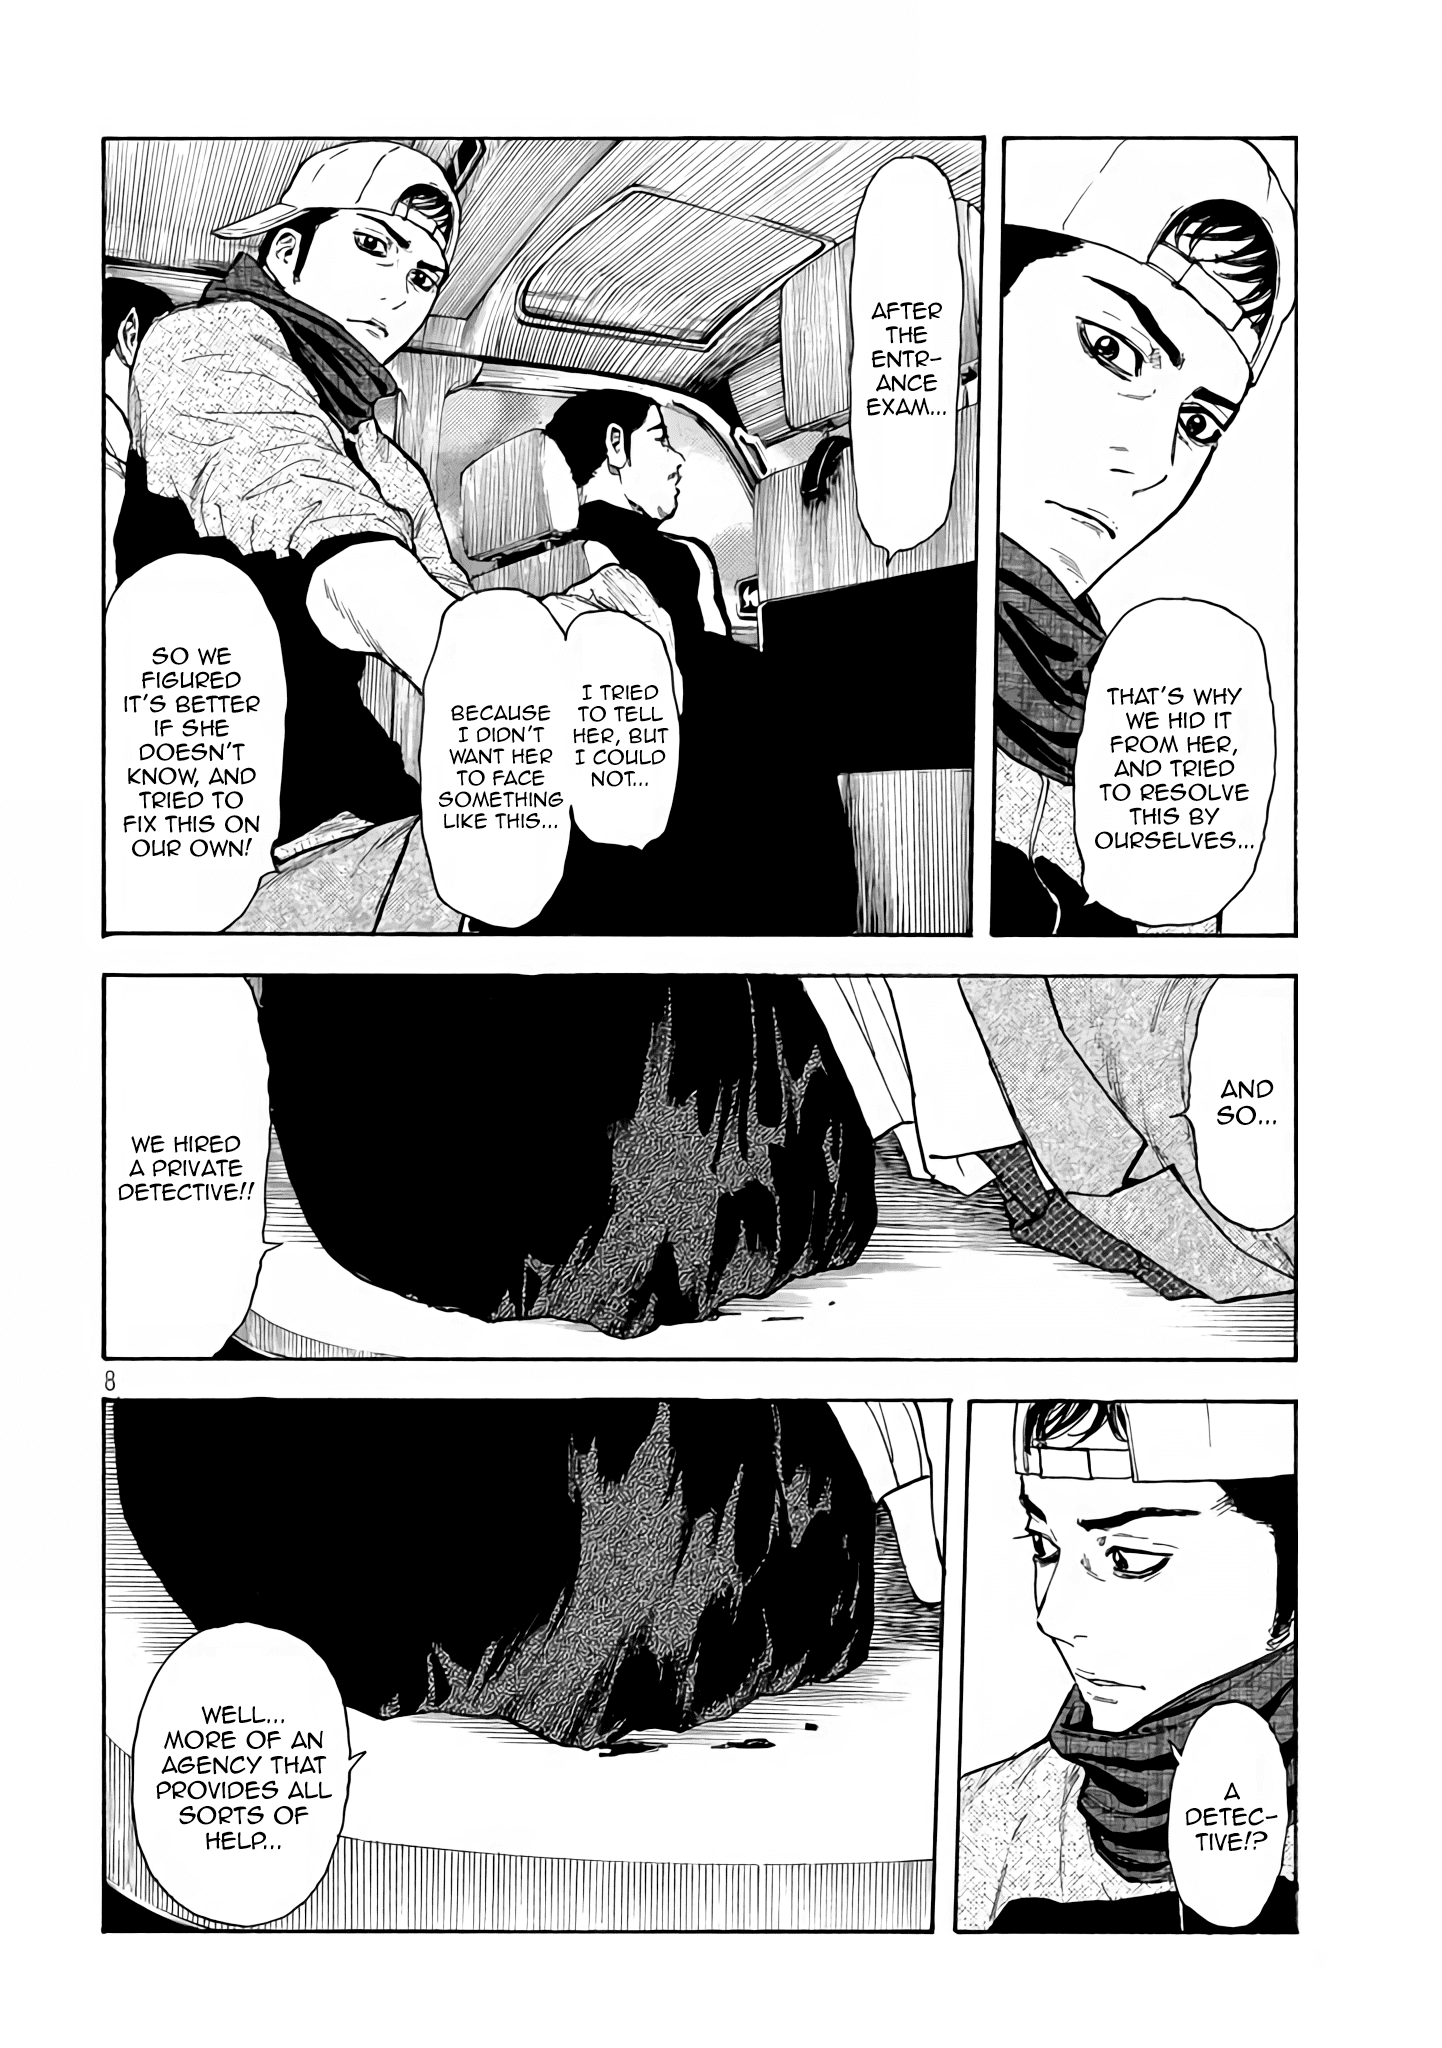 THAT'S WHY
WE HID IT
FROM HER,
AND TRIED
TO RESOLVE
THIS BY
OURSELVES...
AFTER
THE
ENTR-
ANCE
EXAM...
I TRIED
TO TELL
HER, BUT
I COULD
NOT...
BECAUSE
I DIDN'T
WANT HER
TO FACE
SOMETHING
LIKE THIS...
SO WE
FIGURED
IT'S BETTER
IF SHE
DOESN'T
KNOW, AND
TRIED TO
FIX THIS ON
OUR OWN!
AND
SO...
WE HIRED
A PRIVATE
DETECTIVE!!
8
A
DETEC-
TIVE!?
WELL...
MORE OF AN
AGENCY THAT
PROVIDES ALL
SORTS OF
HELP...